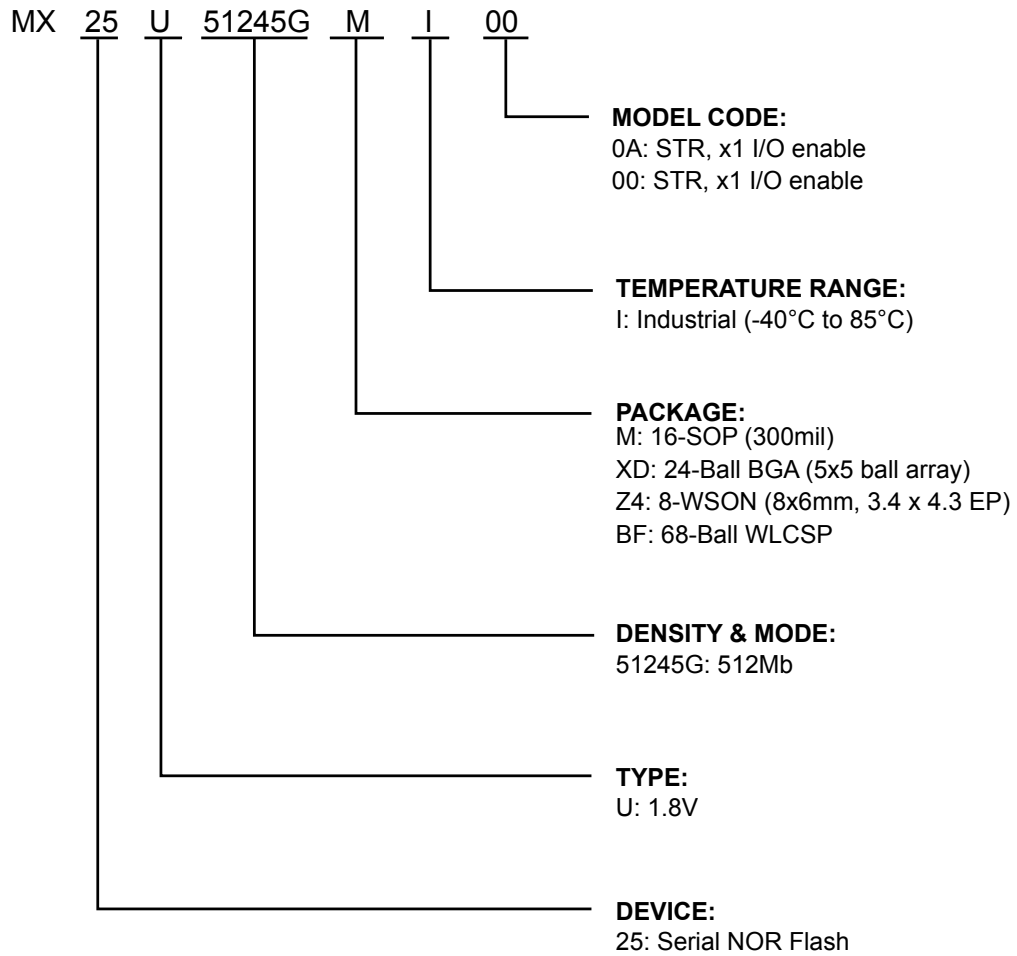 MX 25 U 51245G M I 00
MODEL CODE:
0A: STR, x1 I/O enable
00: STR, x1 I/O enable
TEMPERATURE RANGE:
I: Industrial (-40°C to 85°C)
PACKAGE:
M: 16-SOP (300mil)
XD: 24-Ball BGA (5x5 ball array)
Z4: 8-WSON (8x6mm, 3.4 x 4.3 EP)
BF: 68-Ball WLCSP
DENSITY & MODE:
51245G: 512Mb
TYPE:
U: 1.8V
DEVICE:
25: Serial NOR Flash